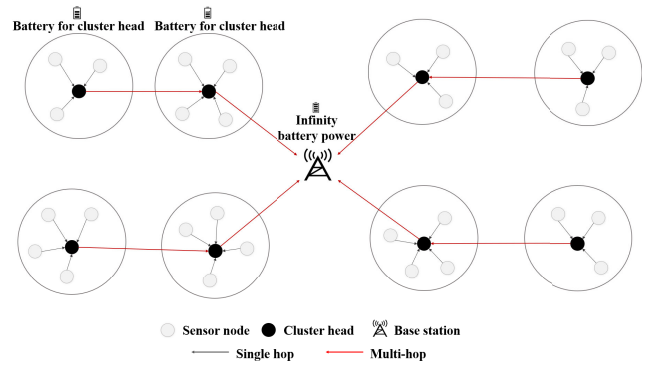 Battery for cluster head
Battery for cluster head
Infinity
battery power
Sensor node
Cluster head
Base station
Single hop
Multi-hop